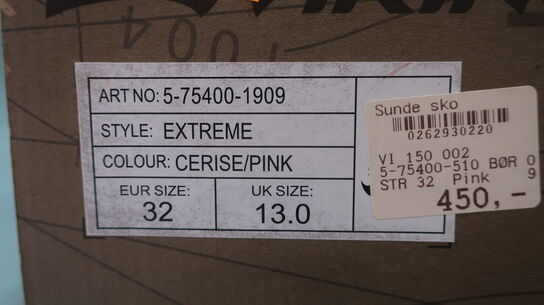 ART NO: 5-75400-1909
STYLE: EXTREME
COLOUR: CERISE/PINK
EUR SIZE:
32
UK SIZE:
13.0
Sunde sko
0262930220
VI 150 002
5-75400-510 BØR 0
STR 32 Pink 9
450,-